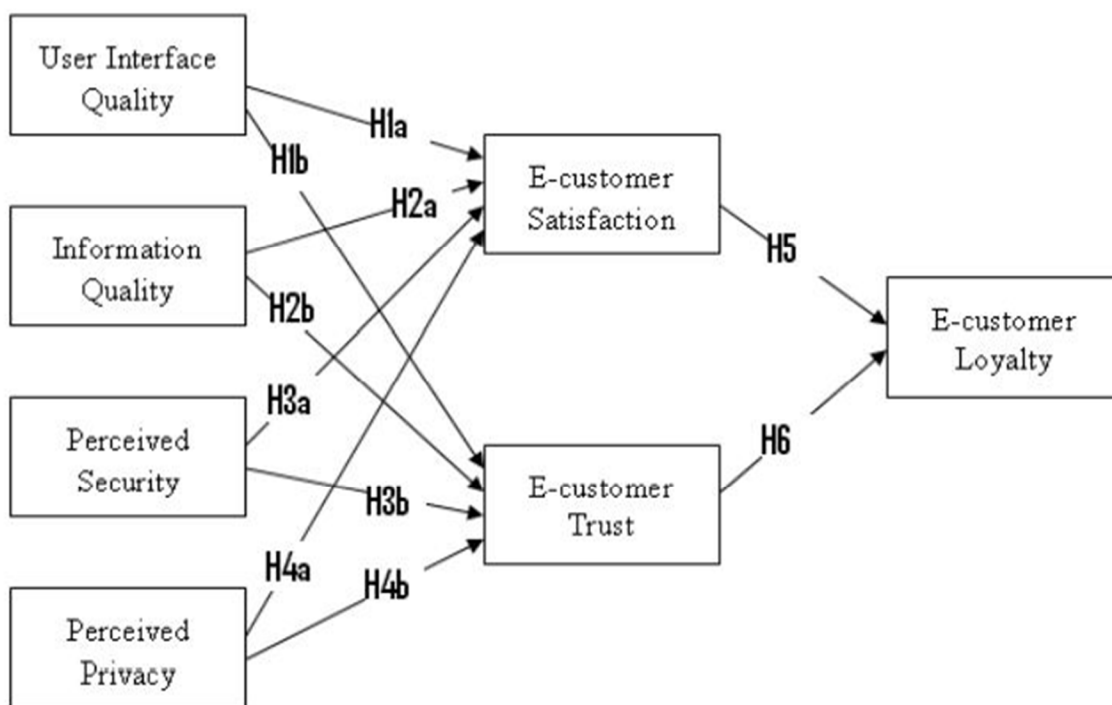 User Interface
Quality
H1a
H1b
E-customer
Satisfaction
H2a
Information
Quality
H2b
H5
E-customer
Loyalty
H3a
Perceived
Security
H3b
H6
E-customer
Trust
H4a
H4b
Perceived
Privacy